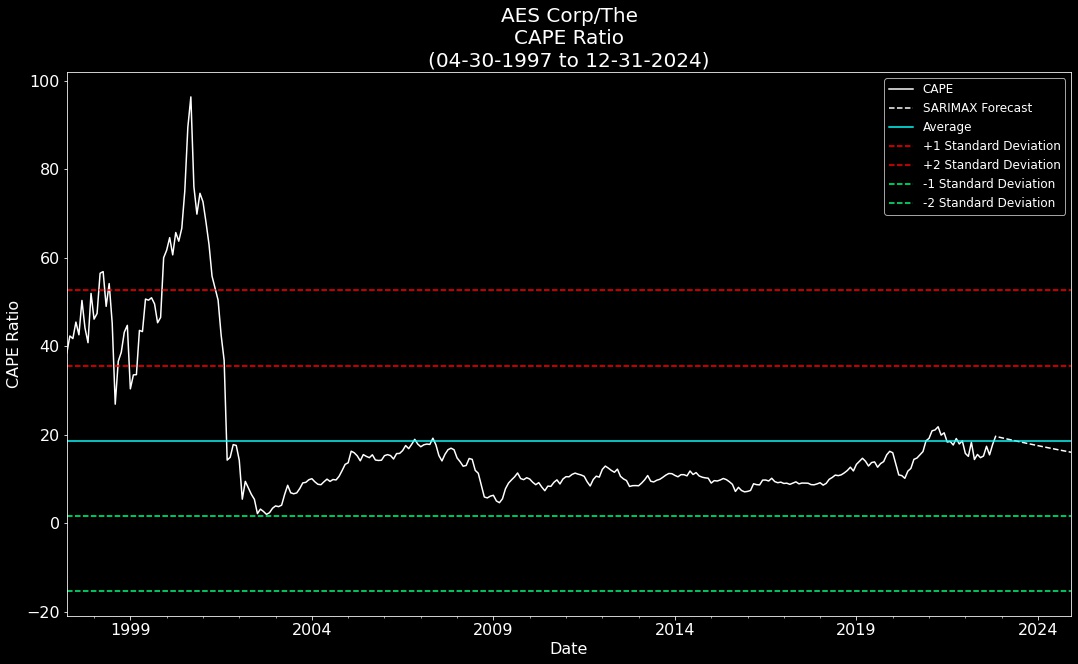 AES Corp/The
CAPE Ratio
(04-30-1997 to 12-31-2024)
CAPE
SARIMAX Forecast
Average
+1 Standard Deviation
+2 Standard Deviation
-1 Standard Deviation
-2 Standard Deviation
CAPE Ratio
100
80
60
40
20
0
−20
1999
2004
2009
2014
2019
2024
Date